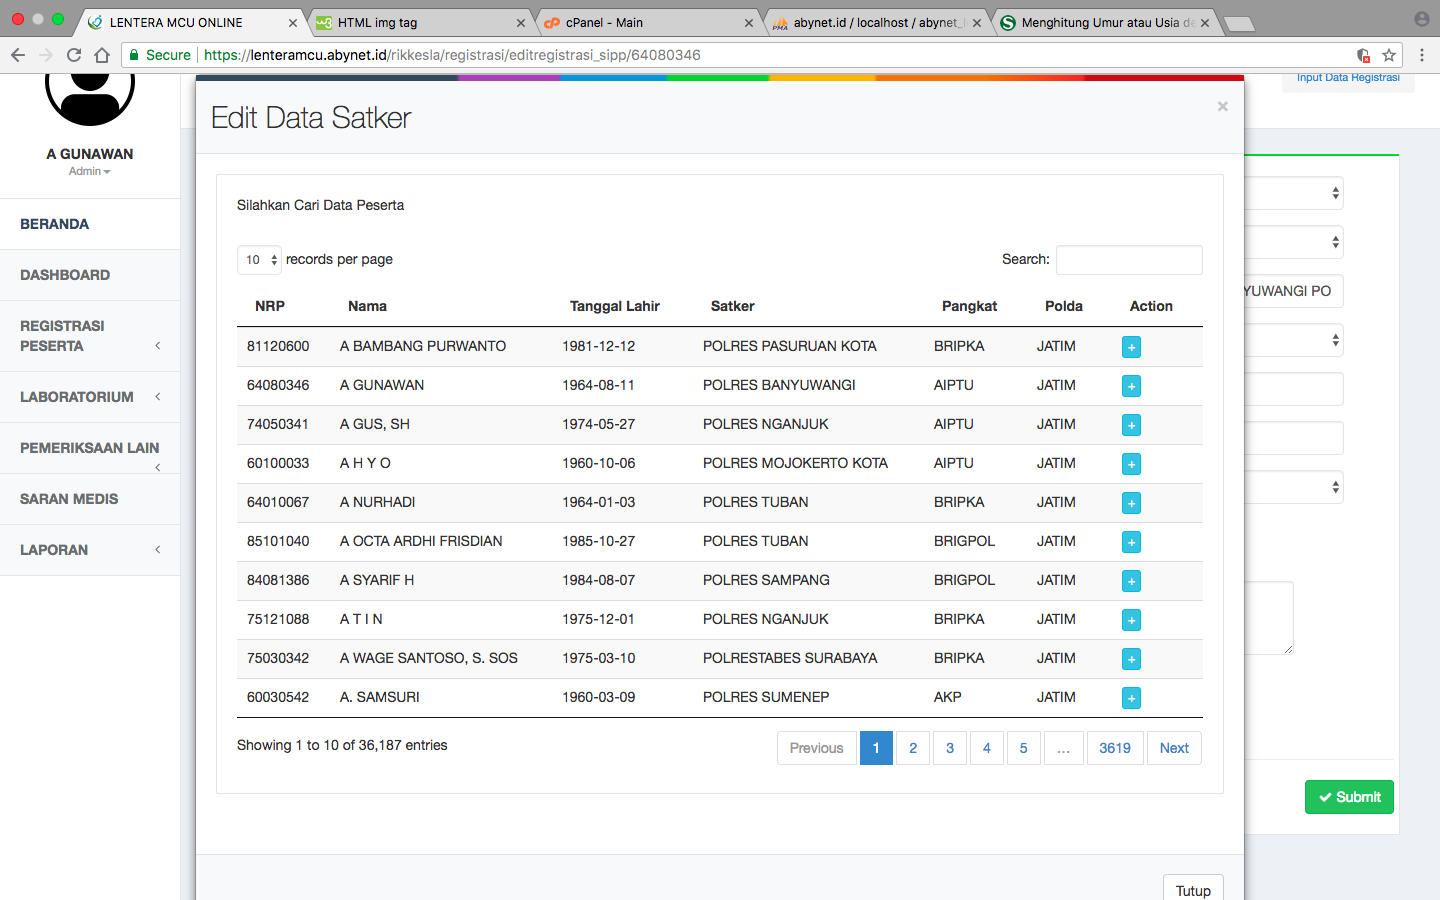 LENTERA MCU ONLINE
HTML img tag
cPanel - Main
abynet.id / localhost / abynet_
Menghitung Umur atau Usia de
Secure https://lenteramcu.abynet.id/rikkesla/registrasi/editregistrasi_sipp/64080346
Input Data Registrasi
A GUNAWAN
Admin
BERANDA
DASHBOARD
REGISTRASI
PESERTA
LABORATORIUM
PEMERIKSAAN LAIN
SARAN MEDIS
LAPORAN
Edit Data Satker
×
Silahkan Cari Data Peserta
10 records per page
Search:
NRP Nama Tanggal Lahir Satker Pangkat Polda Action
81120600 A BAMBANG PURWANTO 1981-12-12 POLRES PASURUAN KOTA BRIPKA JATIM +
64080346 A GUNAWAN 1964-08-11 POLRES BANYUWANGI AIPTU JATIM +
74050341 A GUS, SH 1974-05-27 POLRES NGANJUK AIPTU JATIM +
60100033 A H Y O 1960-10-06 POLRES MOJOKERTO KOTA AIPTU JATIM +
64010067 A NURHADI 1964-01-03 POLRES TUBAN BRIPKA JATIM +
85101040 A OCTA ARDHI FRISDIAN 1985-10-27 POLRES TUBAN BRIGPOL JATIM +
84081386 A SYARIF H 1984-08-07 POLRES SAMPANG BRIGPOL JATIM +
75121088 A T I N 1975-12-01 POLRES NGANJUK BRIPKA JATIM +
75030342 A WAGE SANTOSO, S. SOS 1975-03-10 POLRESTABES SURABAYA BRIPKA JATIM +
60030542 A. SAMSURI 1960-03-09 POLRES SUMENEP AKP JATIM +
Showing 1 to 10 of 36,187 entries
Previous 1 2 3 4 5 … 3619 Next
Tutup
YUWANGI PO
Submit